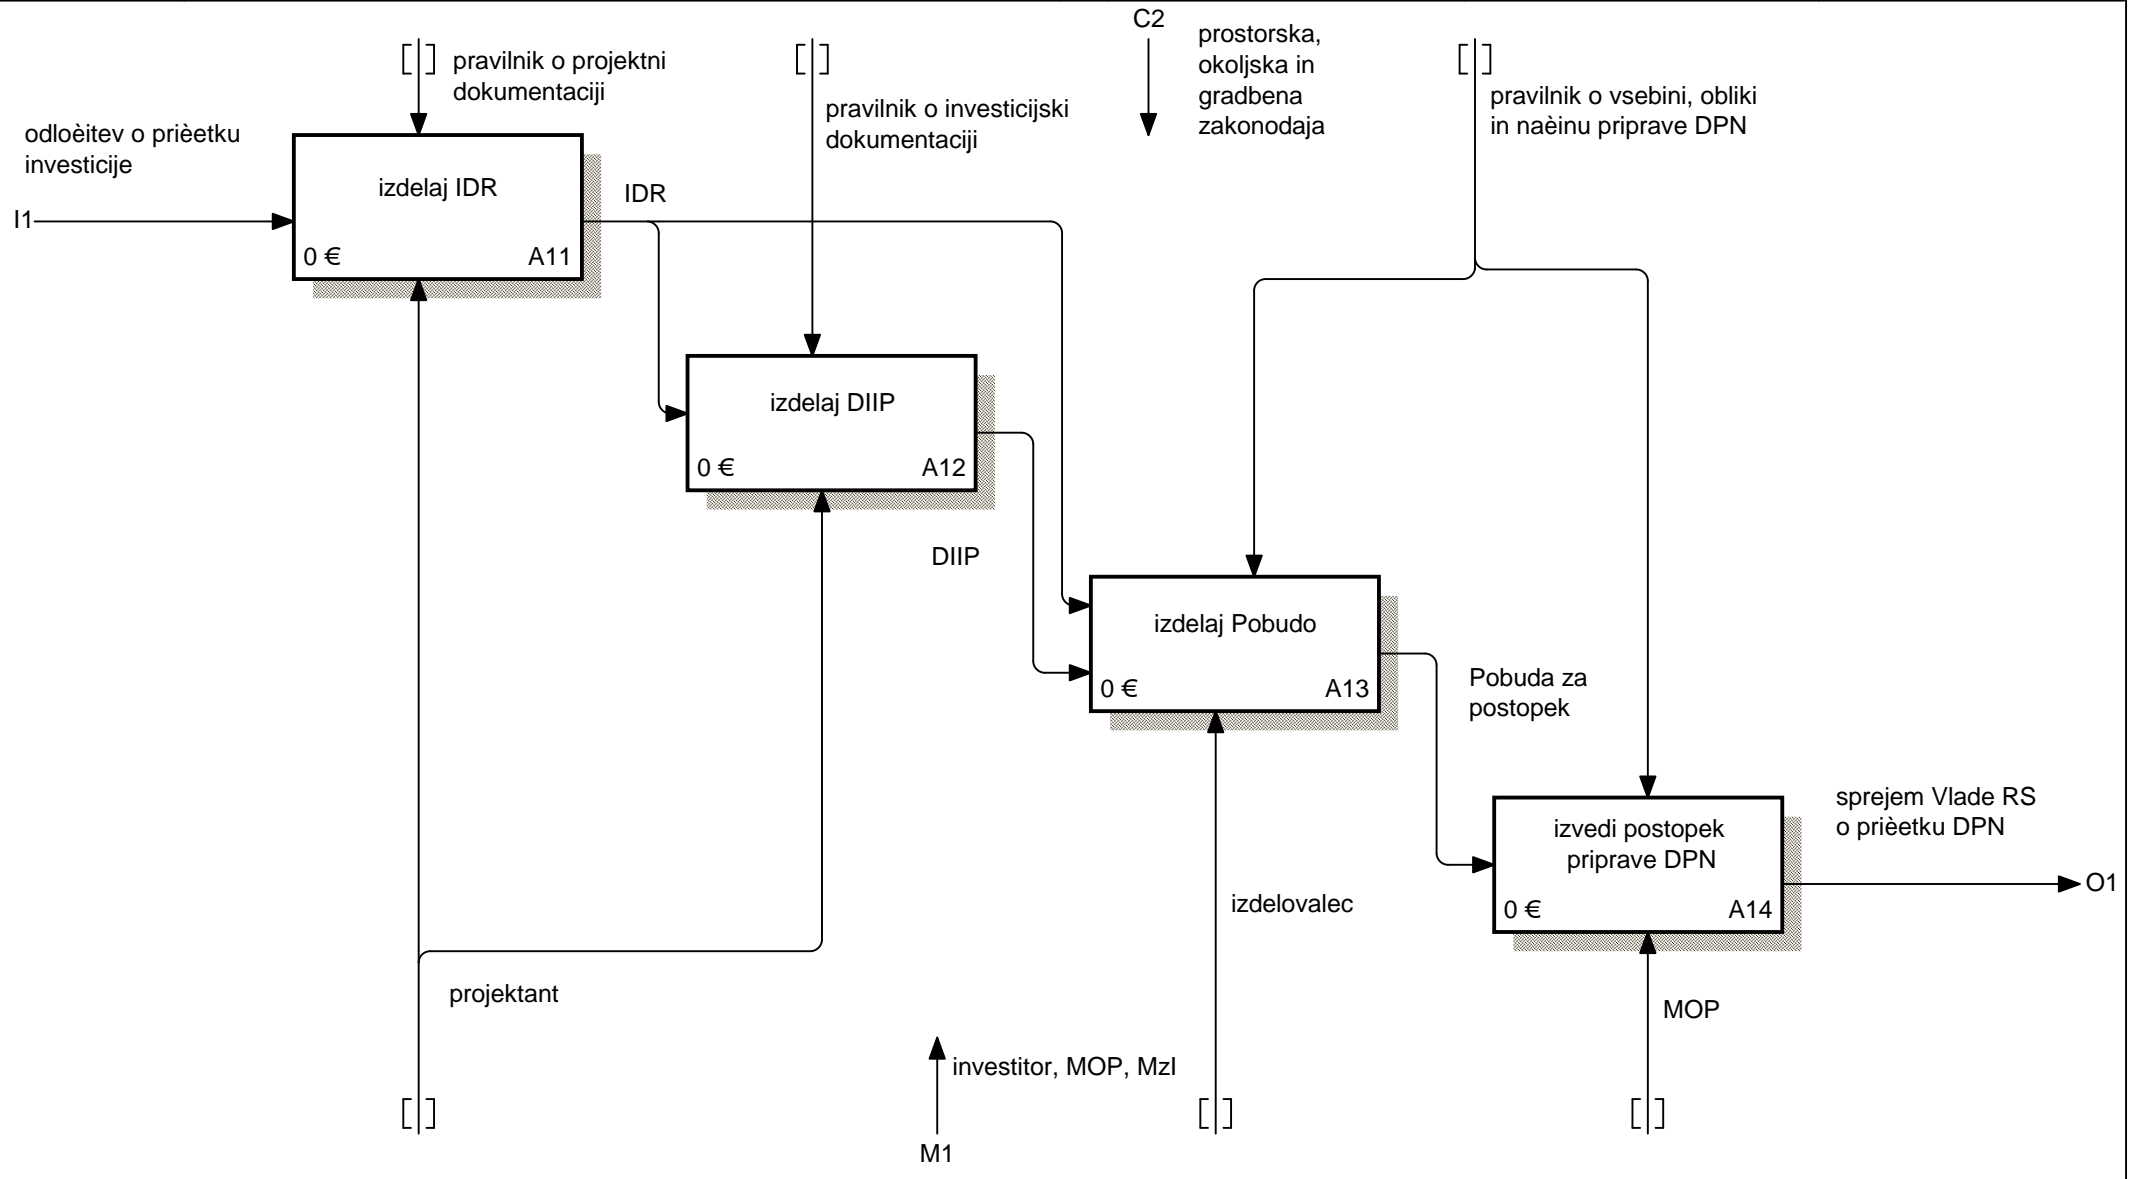 C2
pravilnik o projektni
dokumentaciji
pravilnik o investicijski
dokumentaciji
prostorska,
okoljska in
gradbena
zakonodaja
pravilnik o vsebini, obliki
in naèinu priprave DPN
odloèitev o prièetku
investicije
I1
izdelaj IDR
0 €
A11
IDR
izdelaj DIIP
0 €
A12
DIIP
izdelaj Pobudo
0 €
A13
Pobuda za
postopek
izvedi postopek
priprave DPN
0 €
A14
sprejem Vlade RS
o prièetku DPN
O1
izdelovalec
projektant
MOP
investitor, MOP, MzI
M1